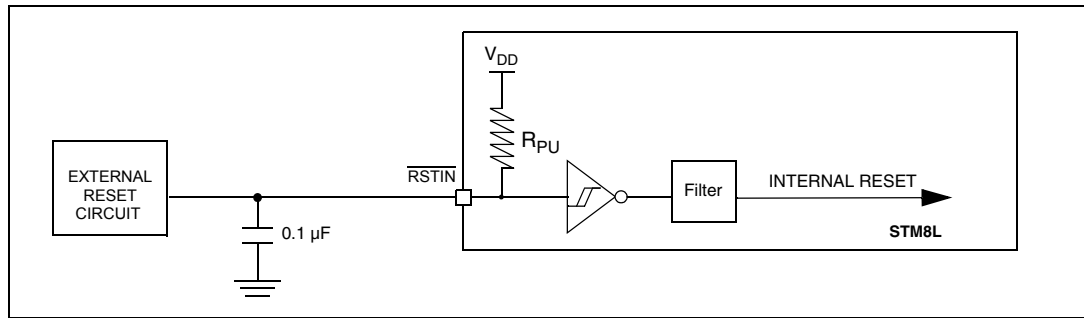 V_DD
R_PU
EXTERNAL
RESET
CIRCUIT
RSTIN
Filter
INTERNAL RESET
0.1 µF
STM8L